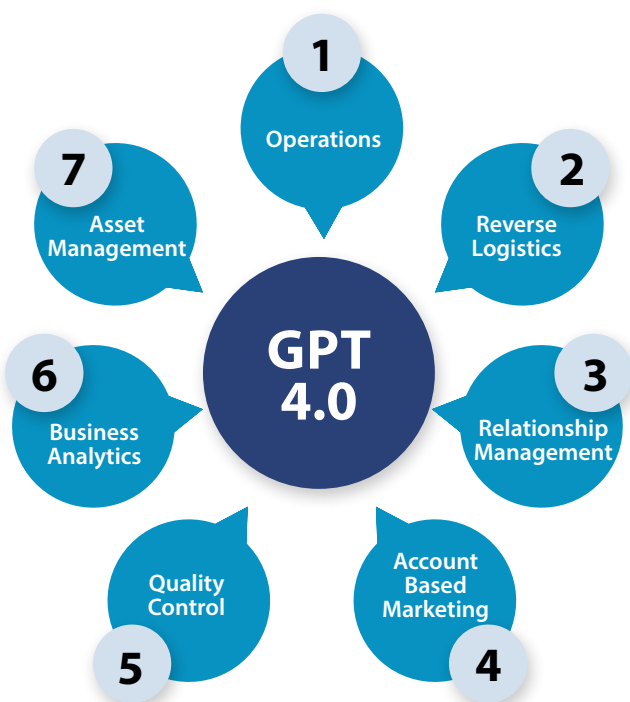 GPT
4.0
1
Operations
2
Reverse
Logistics
3
Relationship
Management
4
Account
Based
Marketing
5
Quality
Control
6
Business
Analytics
7
Asset
Management